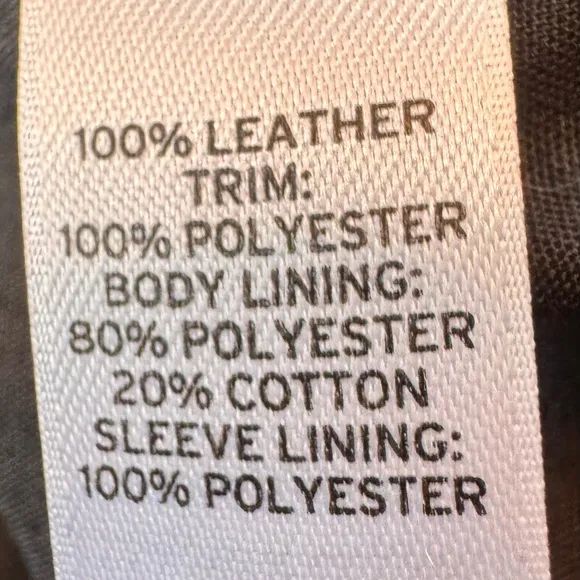 100% LEATHER
TRIM:
100% POLYESTER
BODY LINING:
80% POLYESTER
20% COTTON
SLEEVE LINING:
100% POLYESTER